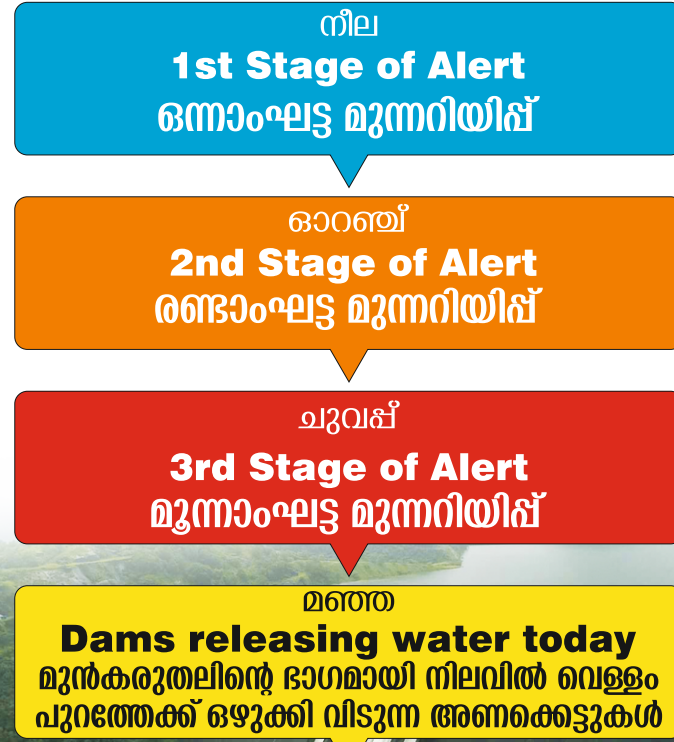 നീല
1st Stage of Alert
ഒന്നാംഘട്ട മുന്നറിയിപ്പ്
ഓറഞ്ച്
2nd Stage of Alert
രണ്ടാംഘട്ട മുന്നറിയിപ്പ്
ചുവപ്പ്
3rd Stage of Alert
മൂന്നാംഘട്ട മുന്നറിയിപ്പ്
മഞ്ഞ
Dams releasing water today
മുൻകരുതലിന്റെ ഭാഗമായി നിലവിൽ വെള്ളം
പുറത്തേക്ക് ഒഴുക്കി വിടുന്ന അണക്കെട്ടുകൾ